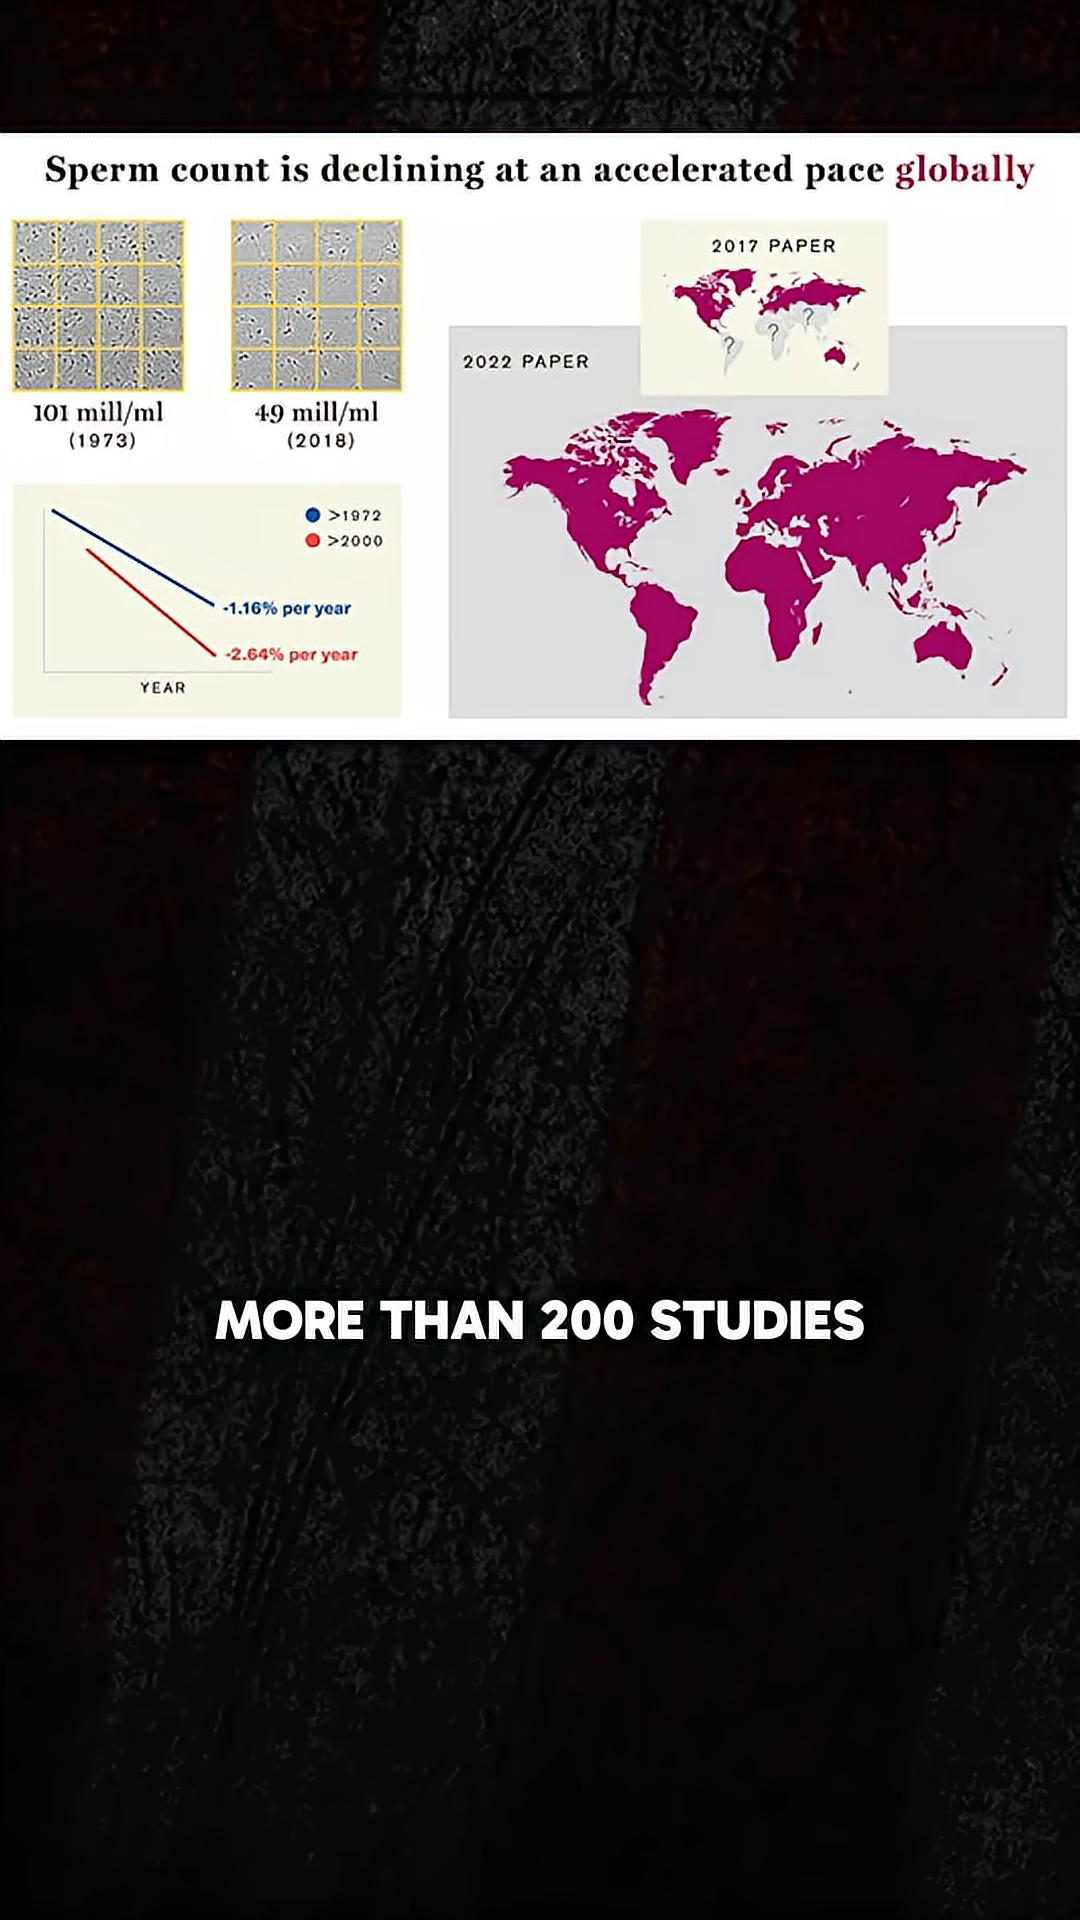 Sperm count is declining at an accelerated pace globally
101 mill/ml
(1973)
49 mill/ml
(2018)
>1972
>2000
-1.16% per year
-2.64% per year
YEAR
2017 PAPER
?
?
?
2022 PAPER
MORE THAN 200 STUDIES